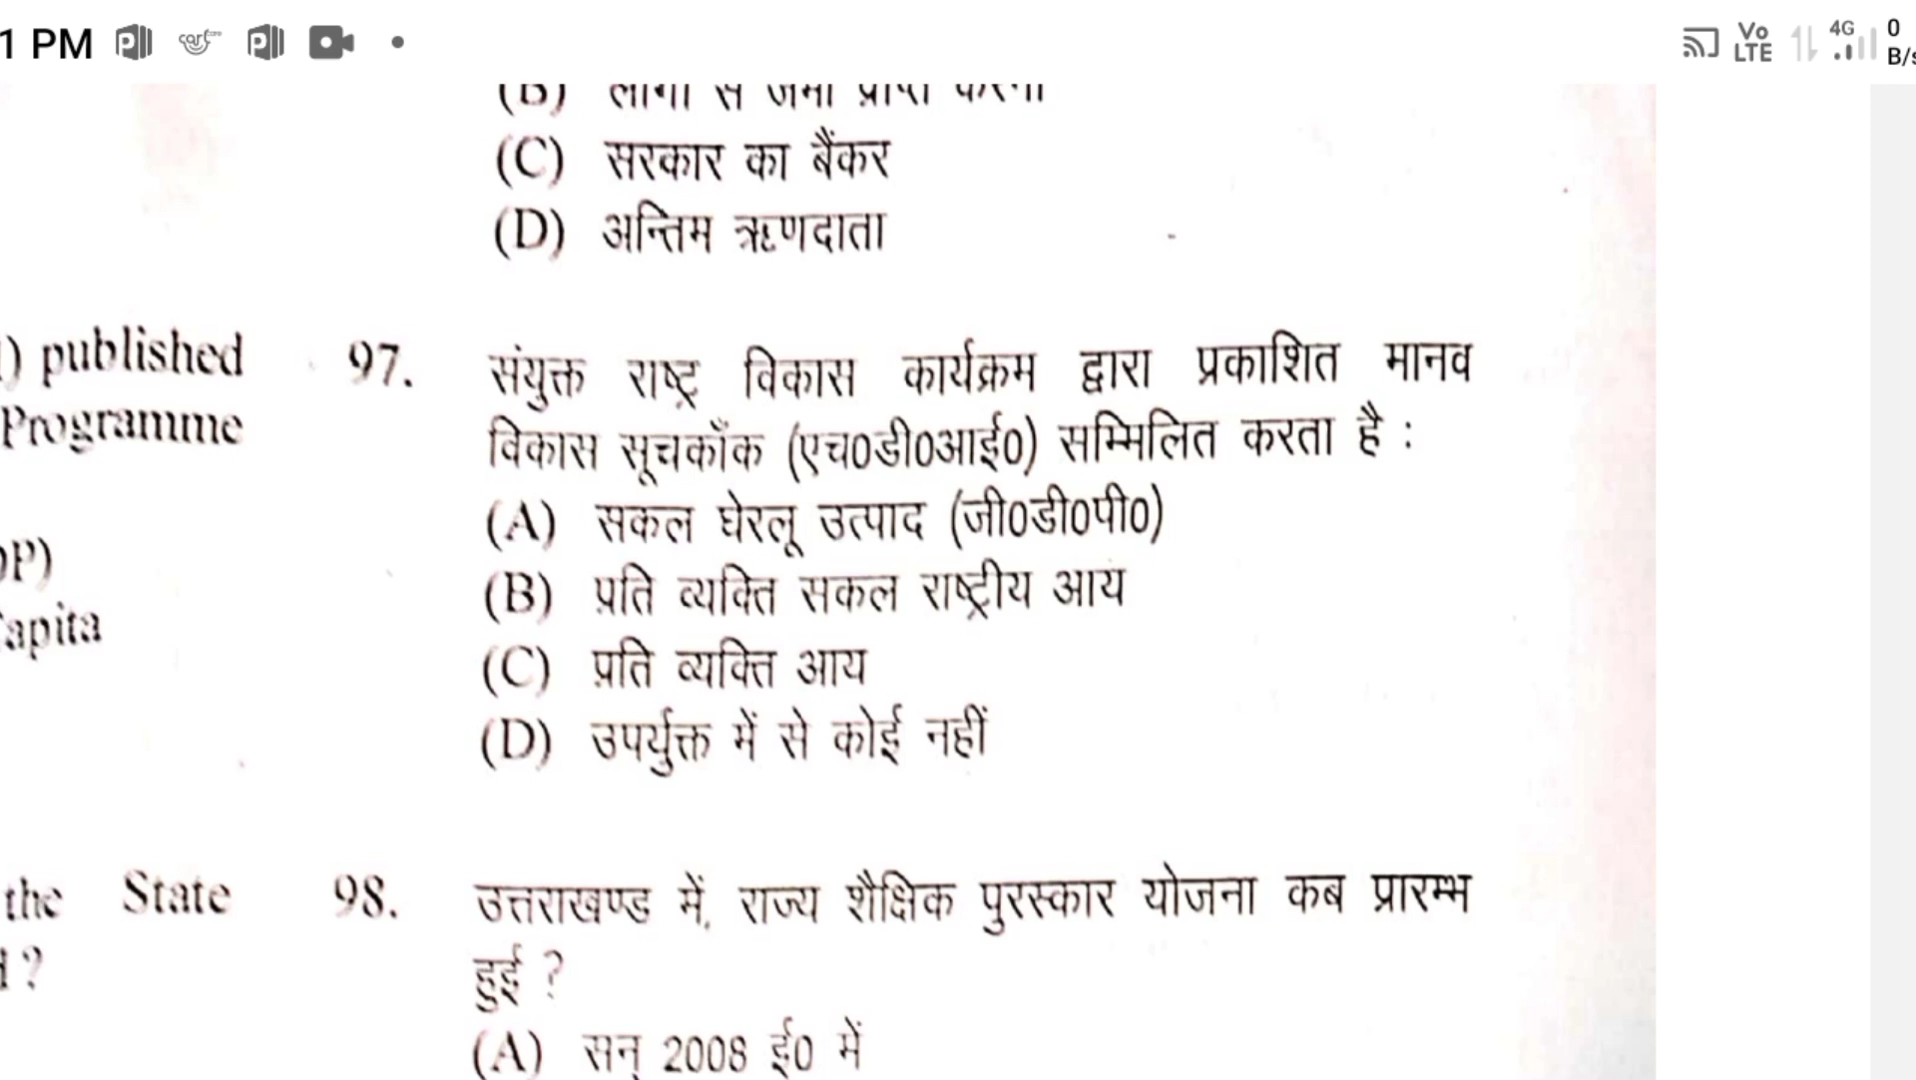 1 PM
Vo LTE 4G 0 B/s
(B) लोगों से जमा प्राप्त करना
(C) सरकार का बैंकर
(D) अन्तिम ऋणदाता
) published
Programme
97. संयुक्त राष्ट्र विकास कार्यक्रम द्वारा प्रकाशित मानव
विकास सूचकाँक (एच0डी0आई0) सम्मिलित करता है :
(A) सकल घेरलू उत्पाद (जी0डी0पी0)
P)
(B) प्रति व्यक्ति सकल राष्ट्रीय आय
apita
(C) प्रति व्यक्ति आय
(D) उपर्युक्त में से कोई नहीं
the State
98. उत्तराखण्ड में, राज्य शैक्षिक पुरस्कार योजना कब प्रारम्भ
?
हुई ?
(A) सन् 2008 ई0 में